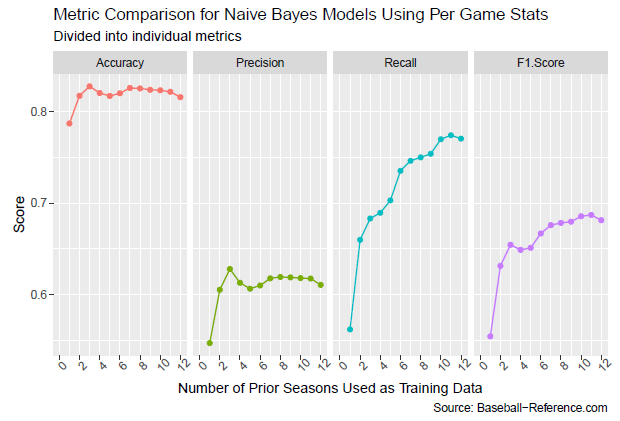 Metric Comparison for Naive Bayes Models Using Per Game Stats
Divided into individual metrics
Accuracy Precision Recall F1.Score
0.8
0.7
0.6
Score
0 2 4 6 8 10 12 0 2 4 6 8 10 12 0 2 4 6 8 10 12 0 2 4 6 8 10 12
Number of Prior Seasons Used as Training Data
Source: Baseball−Reference.com